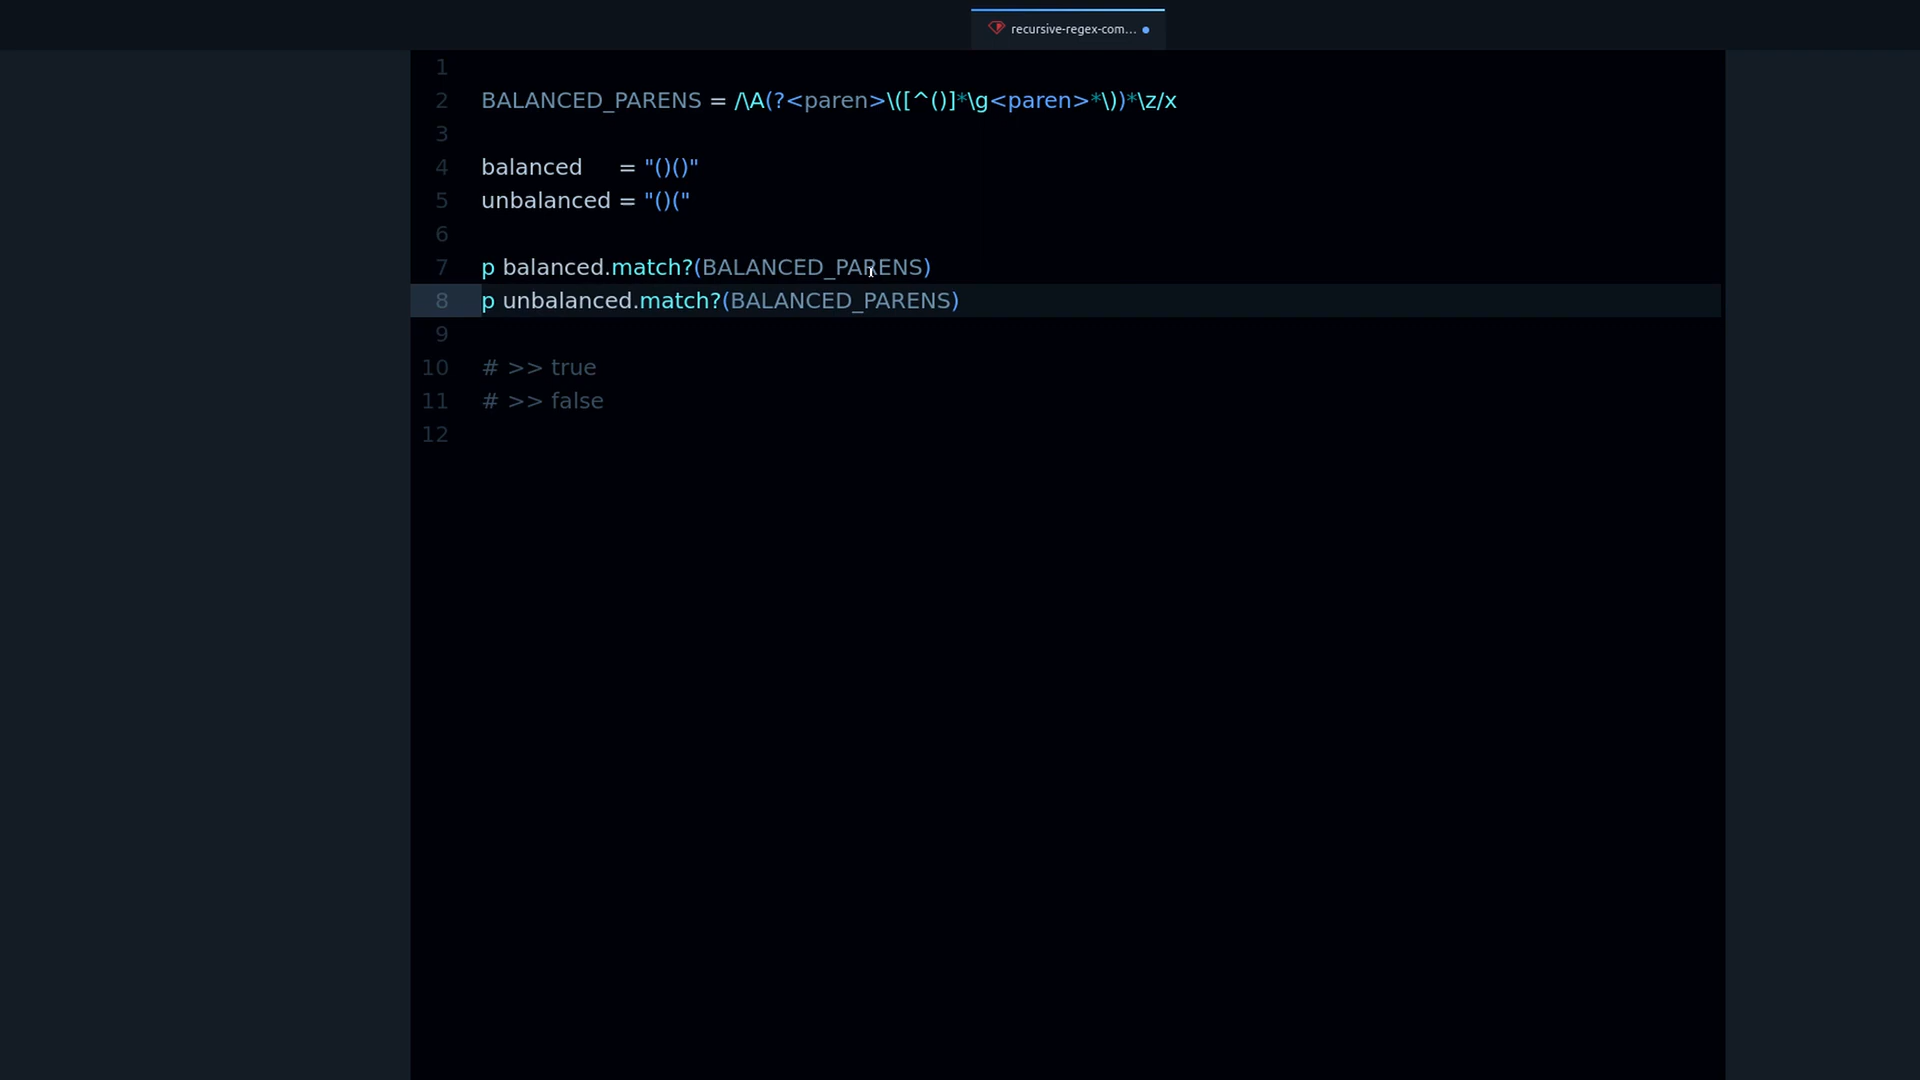 recursive-regex-com…
1
2 BALANCED_PARENS = /\A(?<paren>\([^()]*\g<paren>*\))*\z/x
3
4 balanced     = "()()"
5 unbalanced = "()("
6
7 p balanced.match?(BALANCED_PARENS)
8 p unbalanced.match?(BALANCED_PARENS)
9
10 # >> true
11 # >> false
12